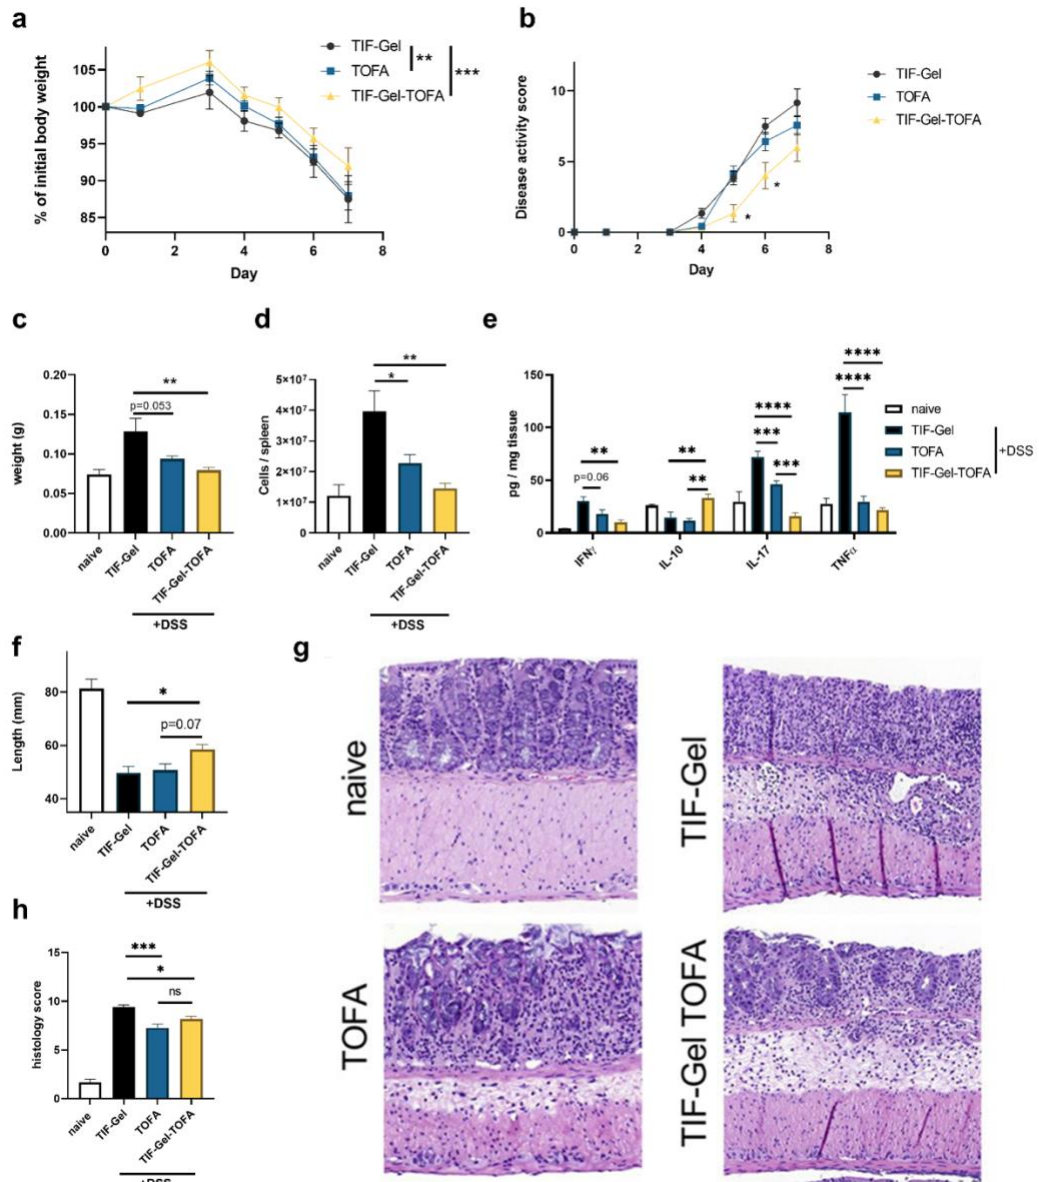 a
TIF-Gel
TOFA
TIF-Gel-TOFA
**
***
% of initial body weight
105
100
95
90
85
0
2
4
6
8
Day
b
TIF-Gel
TOFA
TIF-Gel-TOFA
Disease activity score
10
5
0
*
*
0
2
4
6
8
Day
c
weight (g)
0.20
0.15
0.10
0.05
0.00
**
p=0.053
naive
TIF-Gel
TOFA
TIF-Gel-TOFA
+DSS
d
Cells / spleen
5×10⁷
4×10⁷
3×10⁷
2×10⁷
1×10⁷
0
**
*
naive
TIF-Gel
TOFA
TIF-Gel-TOFA
+DSS
e
pg / mg tissue
150
100
50
0
**
p=0.06
**
**
****
***
***
****
****
IFNγ
IL-10
IL-17
TNFα
naive
TIF-Gel
TOFA
TIF-Gel-TOFA
+DSS
f
Length (mm)
80
60
40
*
p=0.07
naive
TIF-Gel
TOFA
TIF-Gel-TOFA
+DSS
g
naive
TIF-Gel
TOFA
TIF-Gel TOFA
h
histology score
15
10
5
0
***
*
ns
naive
TIF-Gel
TOFA
TIF-Gel-TOFA
+DSS